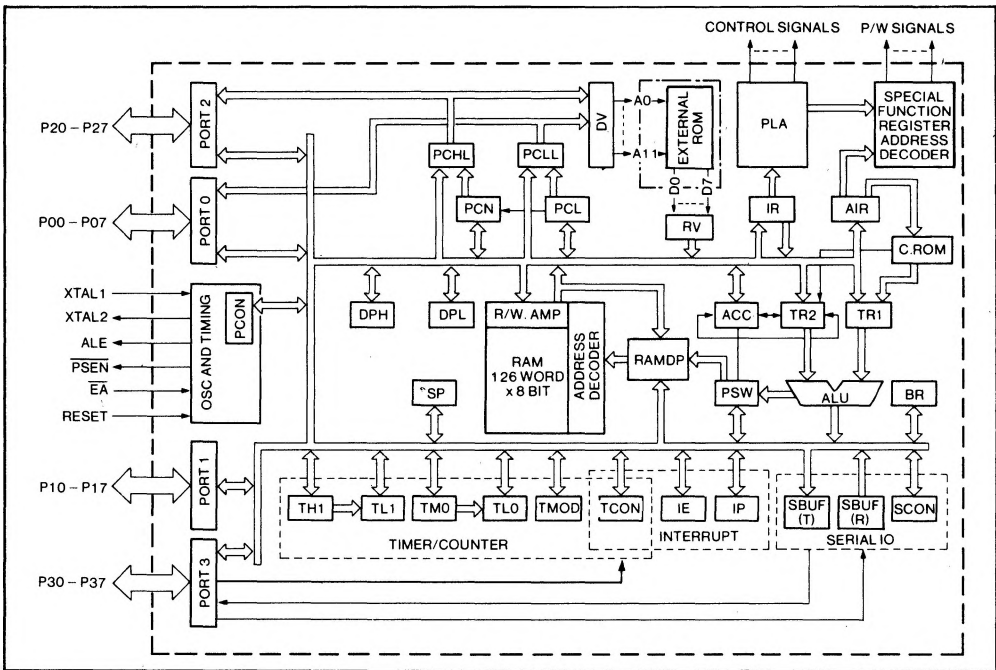 CONTROL SIGNALS
P/W SIGNALS
P20 – P27
PORT 2
DV
A0
A11
EXTERNAL ROM
D0
D7
PLA
SPECIAL
FUNCTION
REGISTER
ADDRESS
DECODER
PCHL
PCLL
P00 – P07
PORT 0
PCN
PCL
RV
IR
AIR
C.ROM
XTAL1
XTAL2
ALE
PSEN
EA
RESET
OSC AND TIMING
PCON
DPH
DPL
R/W. AMP
RAM
126 WORD
x 8 BIT
ADDRESS
DECODER
RAMDP
ACC
TR2
TR1
SP
PSW
ALU
BR
P10 – P17
PORT 1
TH1
TL1
TM0
TL0
TMOD
TCON
IE
IP
SBUF
(T)
SBUF
(R)
SCON
TIMER/COUNTER
INTERRUPT
SERIAL IO
P30 – P37
PORT 3